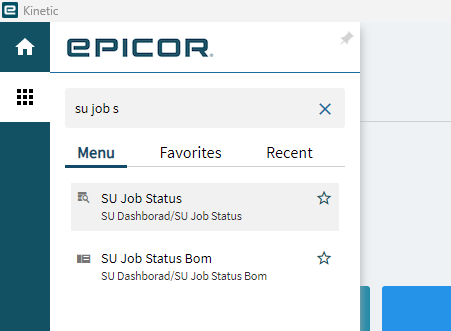 Kinetic
EPICOR
su job s
Menu Favorites Recent
SU Job Status
SU Dashborad/SU Job Status
SU Job Status Bom
SU Dashborad/SU Job Status Bom